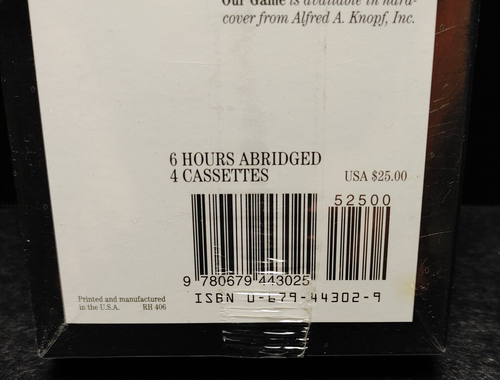 Our Game is available in hard-
cover from Alfred A. Knopf, Inc.
6 HOURS ABRIDGED
4 CASSETTES
USA $25.00
52500
9 780679 443025
ISBN 0-679-44302-9
Printed and manufactured
in the U.S.A. RH 406